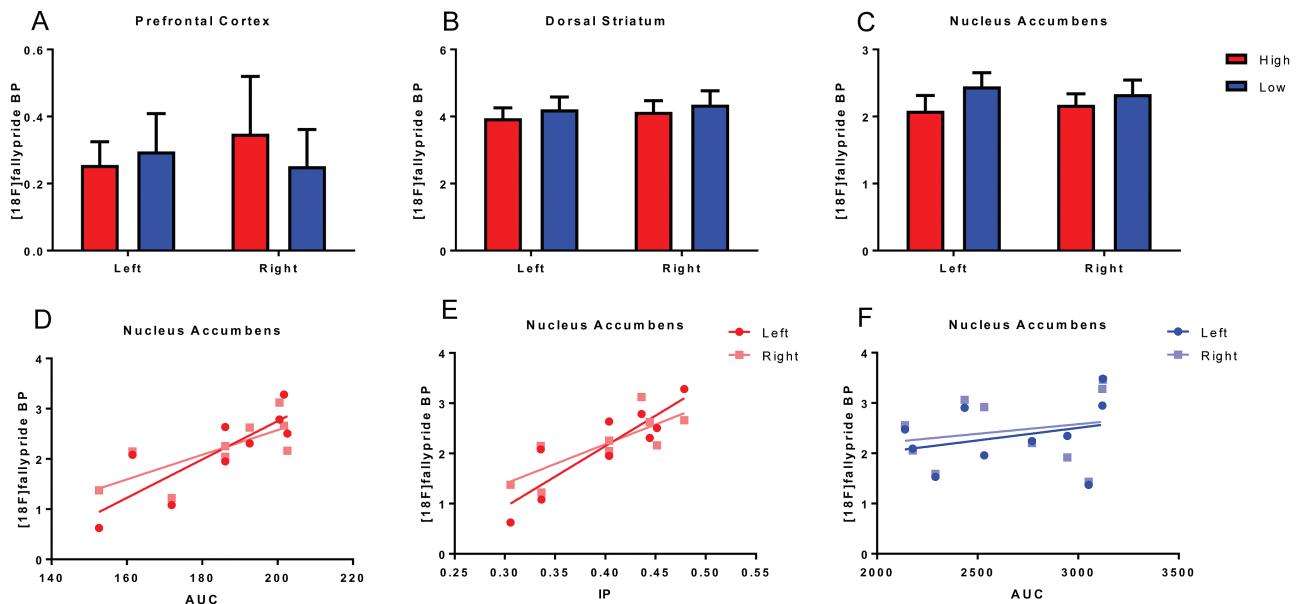 A
Prefrontal Cortex
[18F]fallypride BP
0.6
0.4
0.2
0.0
Left
Right
B
Dorsal Striatum
[18F]fallypride BP
6
4
2
0
Left
Right
C
Nucleus Accumbens
[18F]fallypride BP
3
2
1
0
Left
Right
High
Low
D
Nucleus Accumbens
[18F]fallypride BP
4
3
2
1
0
140
160
180
200
220
AUC
E
Nucleus Accumbens
[18F]fallypride BP
4
3
2
1
0
0.25
0.30
0.35
0.40
0.45
0.50
0.55
IP
Left
Right
F
Nucleus Accumbens
[18F]fallypride BP
4
3
2
1
0
2000
2500
3000
3500
AUC
Left
Right